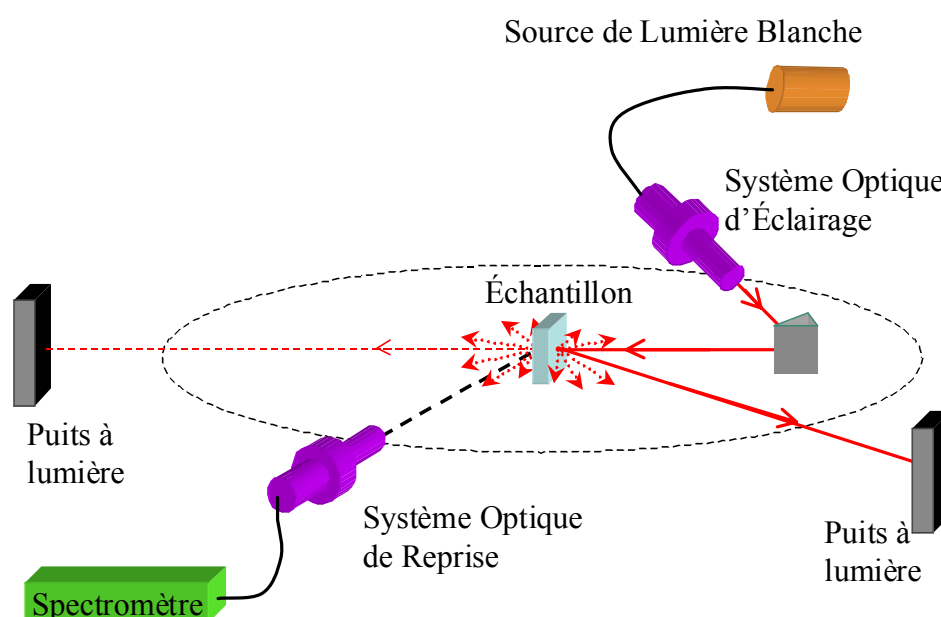 Source de Lumière Blanche
Système Optique
d’Éclairage
Échantillon
Puits à
lumière
Système Optique
de Reprise
Puits à
lumière
Spectromètre